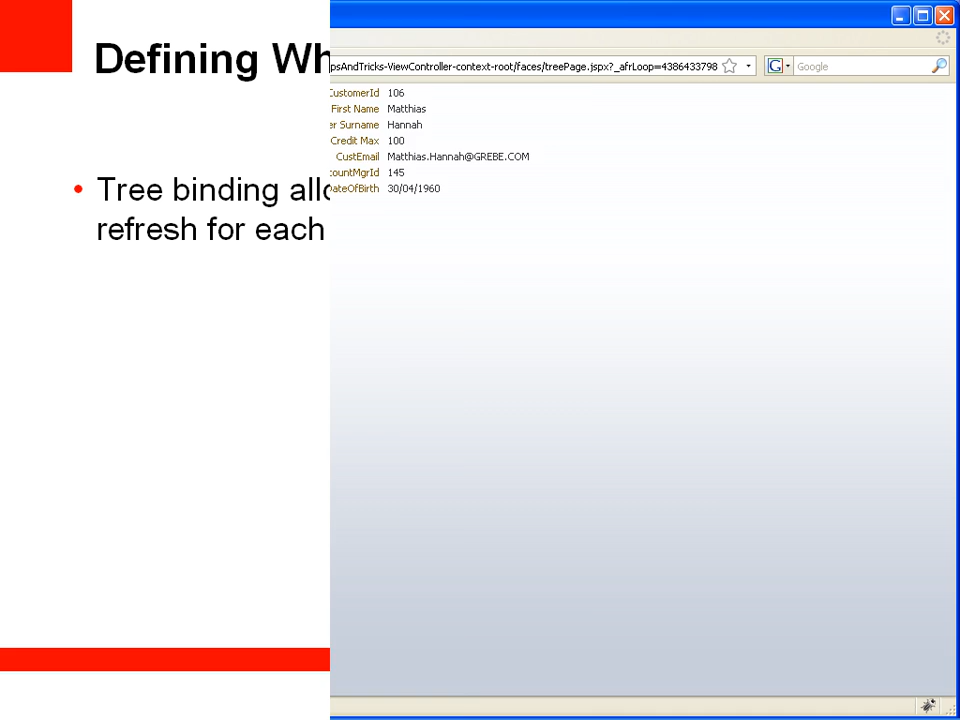 Defining Wh
Tree binding allo
refresh for each
psAndTricks-ViewController-context-root/faces/treePage.jspx?_afrLoop=4386433798
Google
CustomerId 106
First Name Matthias
er Surname Hannah
Credit Max 100
CustEmail Matthias.Hannah@GREBE.COM
ountMgrId 145
DateOfBirth 30/04/1960